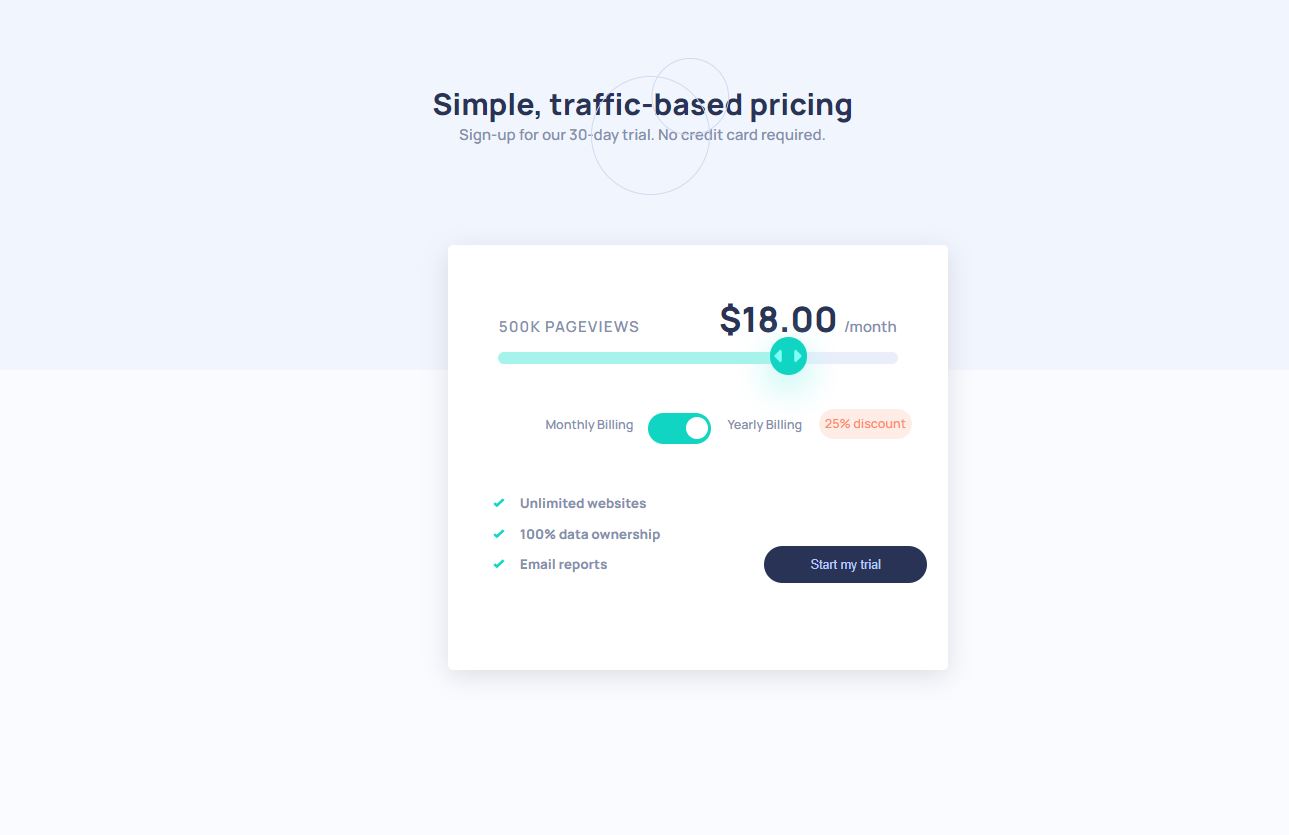 Simple, traffic-based pricing
Sign-up for our 30-day trial. No credit card required.
500K PAGEVIEWS $18.00 /month
Monthly Billing Yearly Billing 25% discount
Unlimited websites
100% data ownership
Email reports
Start my trial